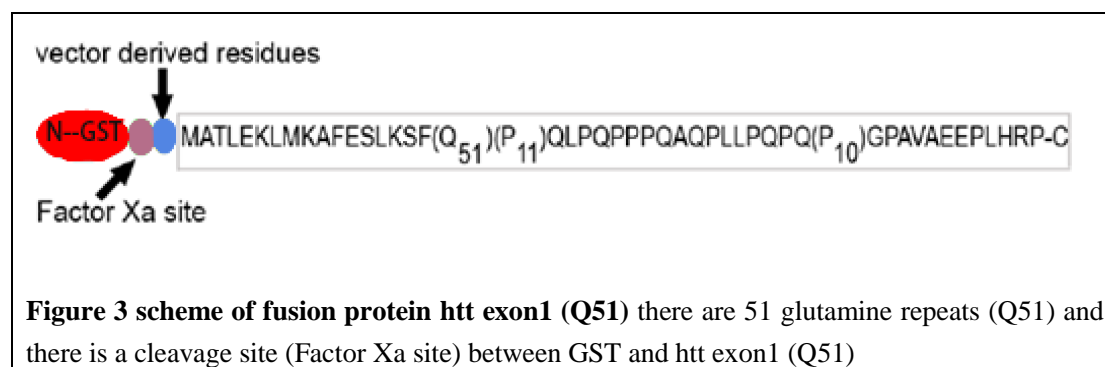 vector derived residues
N--GST MATLEKLMKAFESLKSF(Q51)(P11)QLPQPPPQAQPLLPQPQ(P10)GPAVAEEPLHRP-C
Factor Xa site
Figure 3 scheme of fusion protein htt exon1 (Q51) there are 51 glutamine repeats (Q51) and
there is a cleavage site (Factor Xa site) between GST and htt exon1 (Q51)